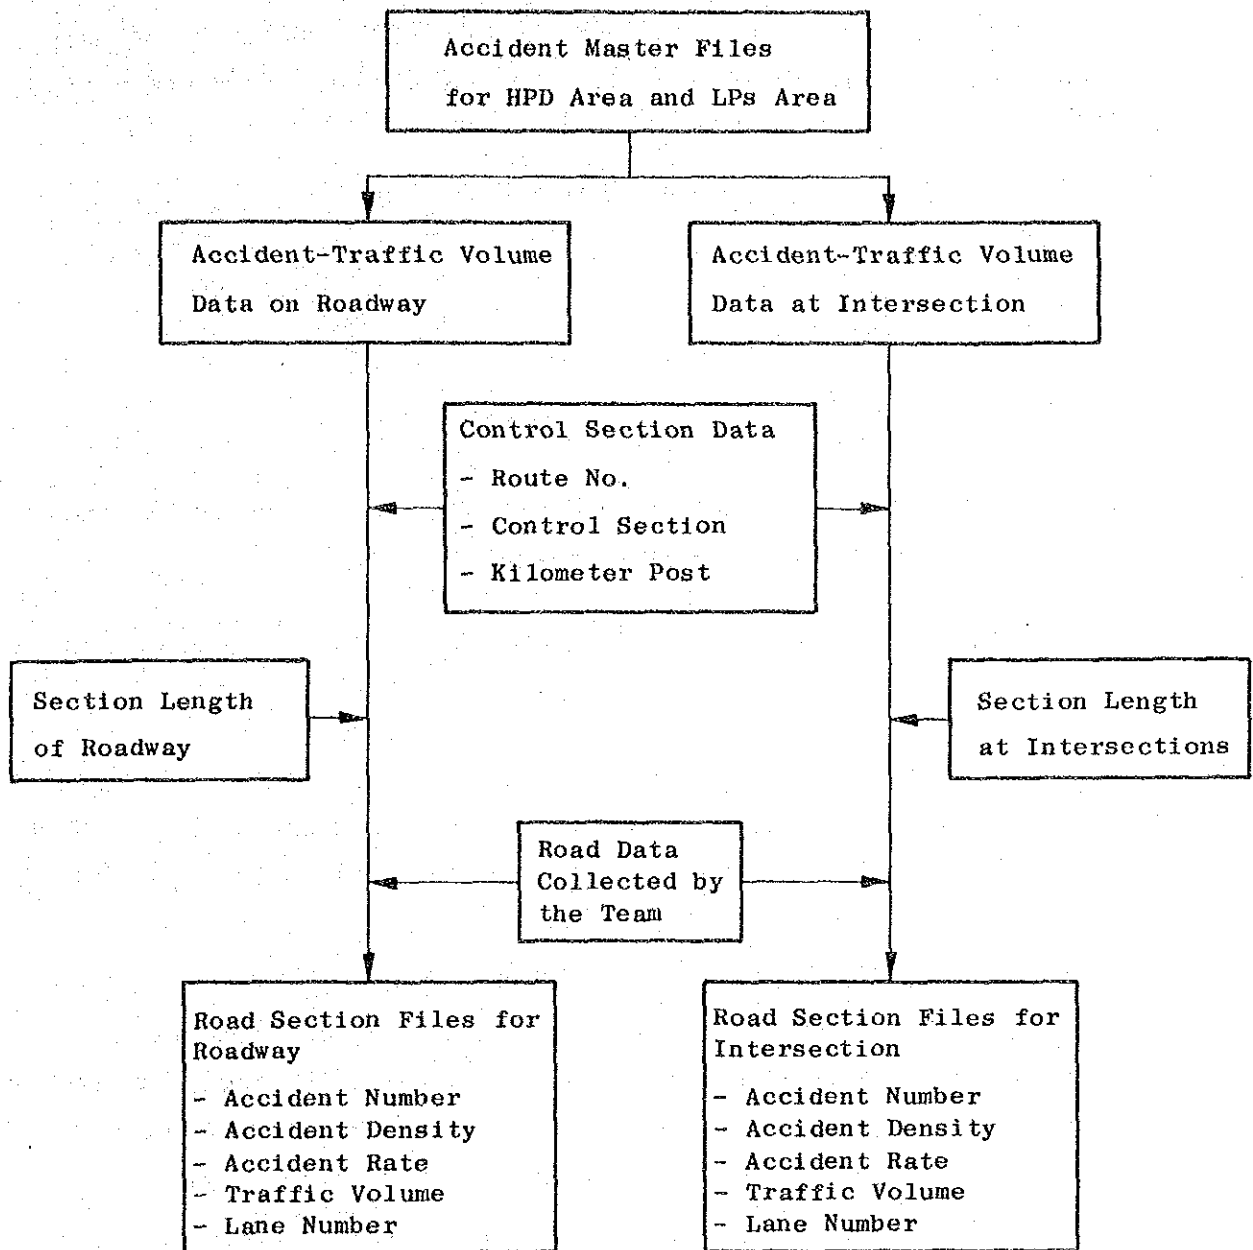 Accident Master Files
for HPD Area and LPs Area
Accident-Traffic Volume
Data on Roadway
Accident-Traffic Volume
Data at Intersection
Control Section Data
- Route No.
- Control Section
- Kilometer Post
Section Length
of Roadway
Section Length
at Intersections
Road Data
Collected by
the Team
Road Section Files for
Roadway
- Accident Number
- Accident Density
- Accident Rate
- Traffic Volume
- Lane Number
Road Section Files for
Intersection
- Accident Number
- Accident Density
- Accident Rate
- Traffic Volume
- Lane Number